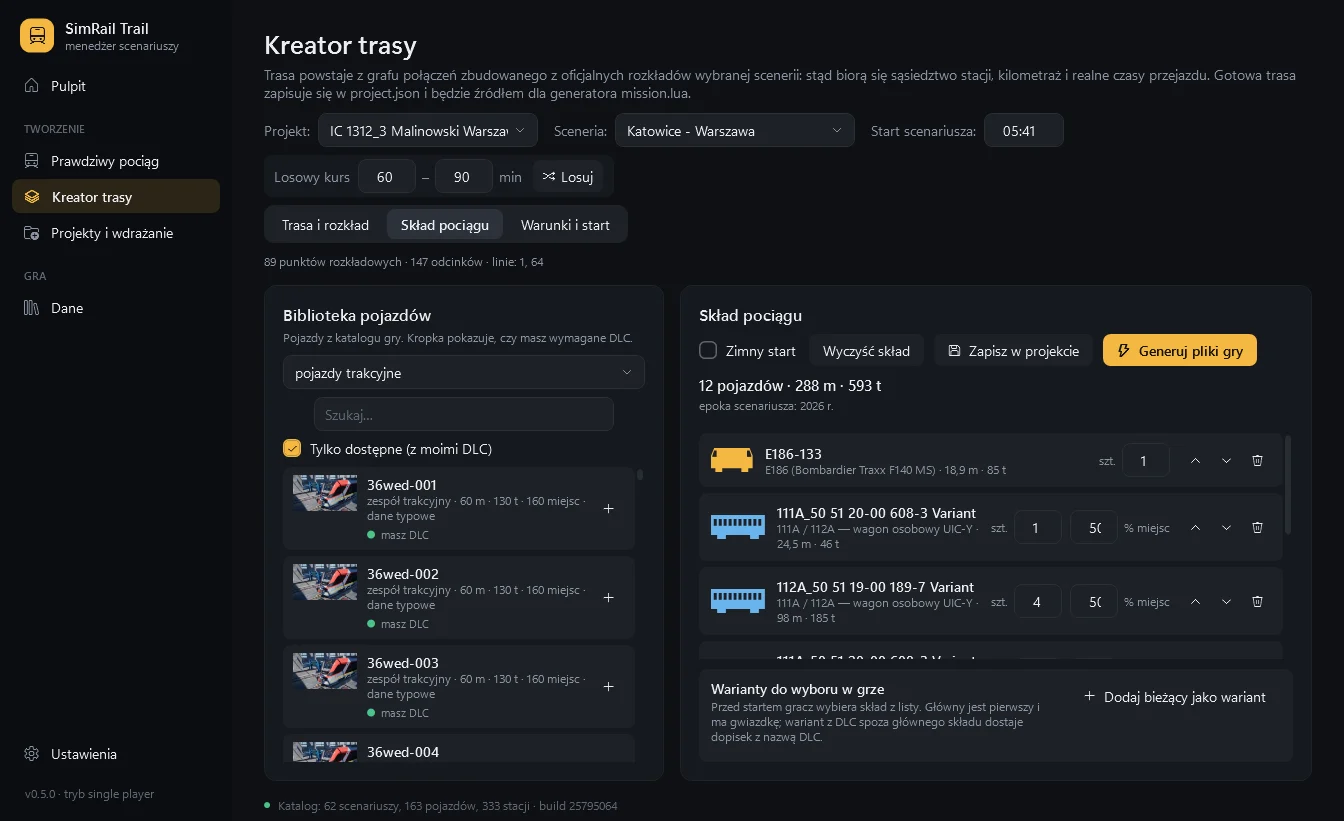 SimRail Trail
menedżer scenariuszy
Pulpit
TWORZENIE
Prawdziwy pociąg
Kreator trasy
Projekty i wdrażanie
GRA
Dane
Ustawienia
v0.5.0 · tryb single player
Kreator trasy
Trasa powstaje z grafu połączeń zbudowanego z oficjalnych rozkładów wybranej scenerii: stąd biorą się sąsiedztwo stacji, kilometraż i realne czasy przejazdu. Gotowa trasa
zapisuje się w project.json i będzie źródłem dla generatora mission.lua.
Projekt: IC 1312_3 Malinowski Warszav Sceneria: Katowice - Warszawa Start scenariusza: 05:41
Losowy kurs 60 – 90 min Losuj
Trasa i rozkład Skład pociągu Warunki i start
89 punktów rozkładowych · 147 odcinków · linie: 1, 64
Biblioteka pojazdów
Pojazdy z katalogu gry. Kropka pokazuje, czy masz wymagane DLC.
pojazdy trakcyjne
Szukaj...
Tylko dostępne (z moimi DLC)
36wed-001
zespół trakcyjny · 60 m · 130 t · 160 miejsc ·
dane typowe
masz DLC
36wed-002
zespół trakcyjny · 60 m · 130 t · 160 miejsc ·
dane typowe
masz DLC
36wed-003
zespół trakcyjny · 60 m · 130 t · 160 miejsc ·
dane typowe
masz DLC
36wed-004
Skład pociągu
Zimny start Wyczyść skład Zapisz w projekcie Generuj pliki gry
12 pojazdów · 288 m · 593 t
epoka scenariusza: 2026 r.
E186-133
E186 (Bombardier Traxx F140 MS) · 18,9 m · 85 t
szt. 1
111A_50 51 20-00 608-3 Variant
111A / 112A — wagon osobowy UIC-Y ·
24,5 m · 46 t
szt. 1 50 % miejsc
112A_50 51 19-00 189-7 Variant
111A / 112A — wagon osobowy UIC-Y ·
98 m · 185 t
szt. 4 50 % miejsc
111A_50 51 20-00 608-3 Variant
Warianty do wyboru w grze
Przed startem gracz wybiera skład z listy. Główny jest pierwszy i
ma gwiazdkę; wariant z DLC spoza głównego składu dostaje
dopisek z nazwą DLC.
Dodaj bieżący jako wariant
Katalog: 62 scenariuszy, 163 pojazdów, 333 stacji · build 25795064